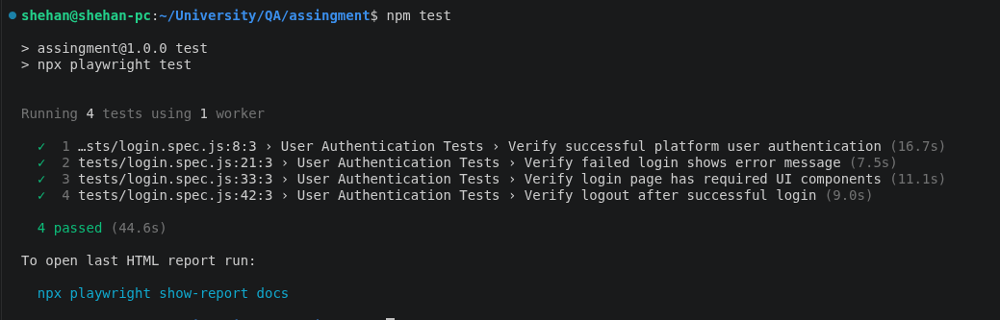 shehan@shehan-pc:~/University/QA/assingment$ npm test
> assingment@1.0.0 test
> npx playwright test
Running 4 tests using 1 worker
✓ 1 …sts/login.spec.js:8:3 › User Authentication Tests › Verify successful platform user authentication (16.7s)
✓ 2 tests/login.spec.js:21:3 › User Authentication Tests › Verify failed login shows error message (7.5s)
✓ 3 tests/login.spec.js:33:3 › User Authentication Tests › Verify login page has required UI components (11.1s)
✓ 4 tests/login.spec.js:42:3 › User Authentication Tests › Verify logout after successful login (9.0s)
4 passed (44.6s)
To open last HTML report run:
npx playwright show-report docs